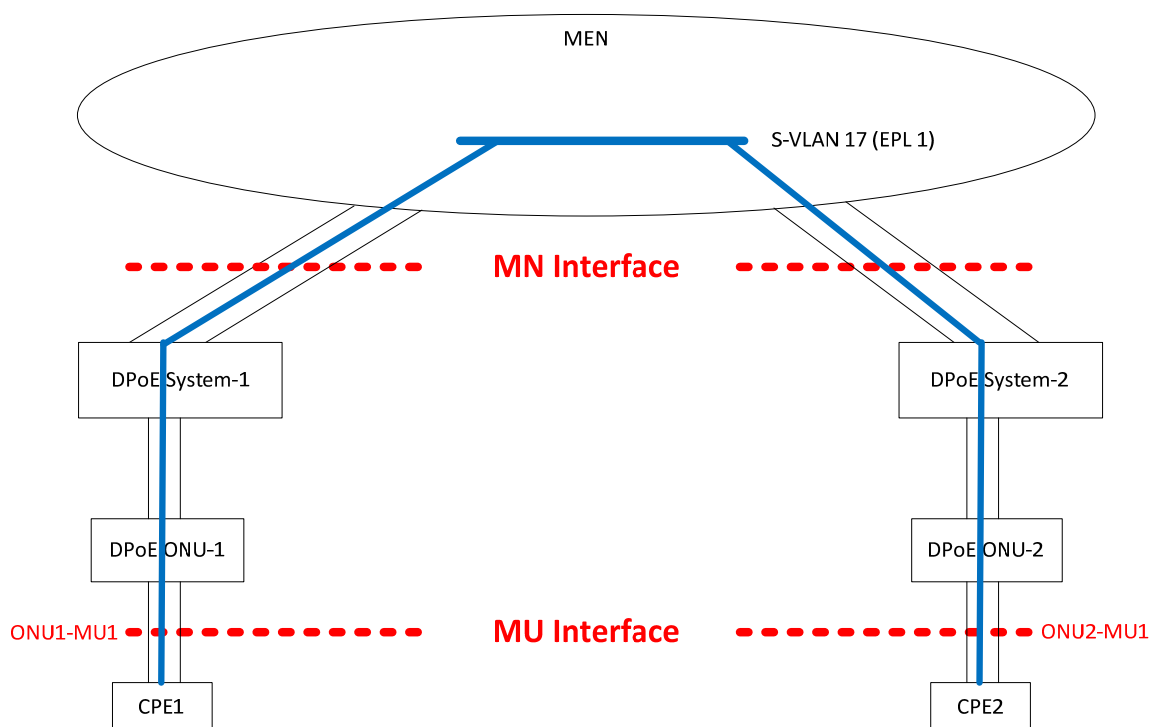 MEN
S-VLAN 17 (EPL 1)
MN Interface
DPoE System-1
DPoE System-2
DPoE ONU-1
DPoE ONU-2
ONU1-MU1
MU Interface
ONU2-MU1
CPE1
CPE2